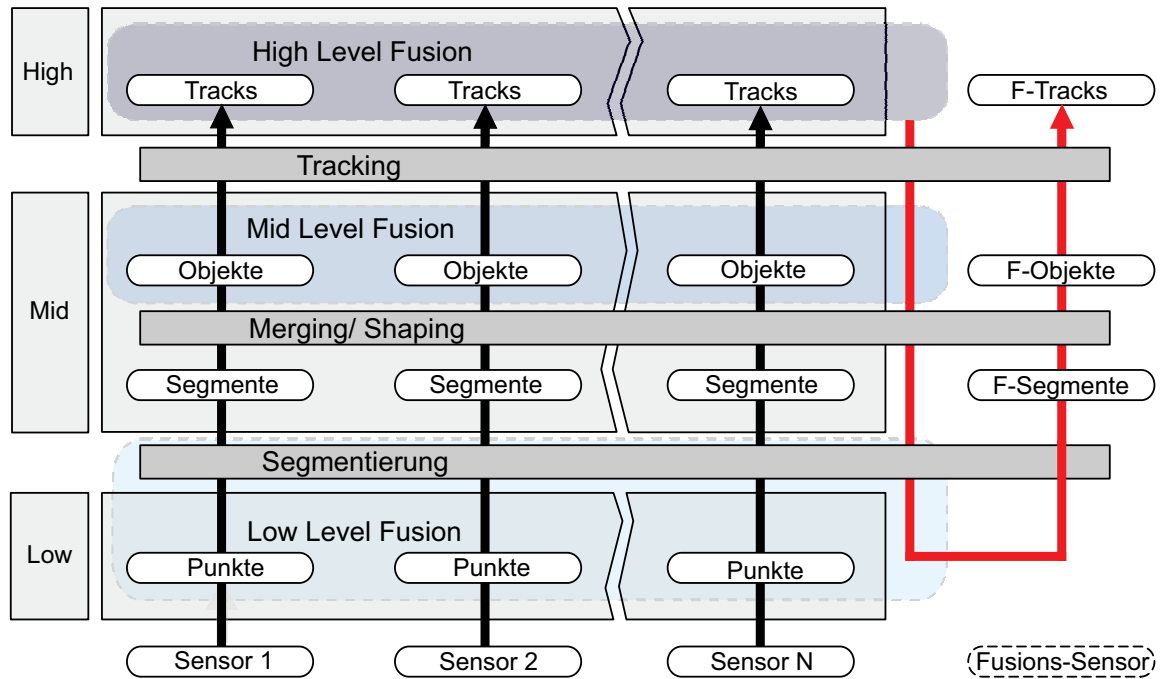 High Level Fusion
High
Tracks
Tracks
Tracks
F-Tracks
Tracking
Mid Level Fusion
Objekte
Objekte
Objekte
F-Objekte
Mid
Merging/ Shaping
Segmente
Segmente
Segmente
F-Segmente
Segmentierung
Low Level Fusion
Low
Punkte
Punkte
Punkte
Sensor 1
Sensor 2
Sensor N
Fusions-Sensor